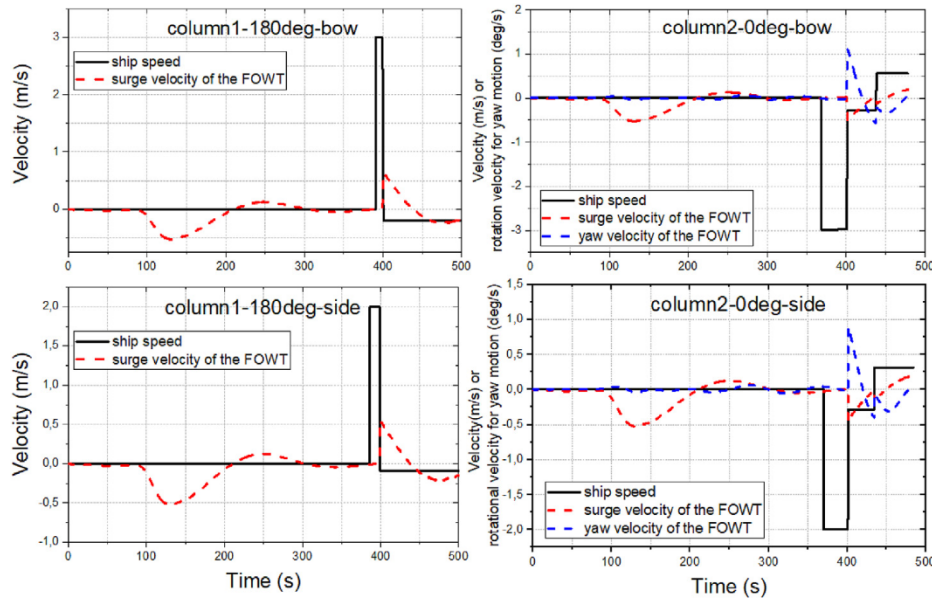 column1-180deg-bow
ship speed
surge velocity of the FOWT
Velocity (m/s)
3
2
1
0
0
100
200
300
400
500
column2-0deg-bow
ship speed
surge velocity of the FOWT
yaw velocity of the FOWT
Velocity (m/s) or
rotation velocity for yaw motion (deg/s)
2
1
0
-1
-2
-3
0
100
200
300
400
500
column1-180deg-side
ship speed
surge velocity of the FOWT
Velocity (m/s)
2,0
1,5
1,0
0,5
0,0
-0,5
-1,0
0
100
200
300
400
500
Time (s)
column2-0deg-side
ship speed
surge velocity of the FOWT
yaw velocity of the FOWT
Velocity(m/s) or
rotational velocity for yaw motion (deg/s)
1,5
1,0
0,5
0,0
-0,5
-1,0
-1,5
-2,0
0
100
200
300
400
500
Time (s)